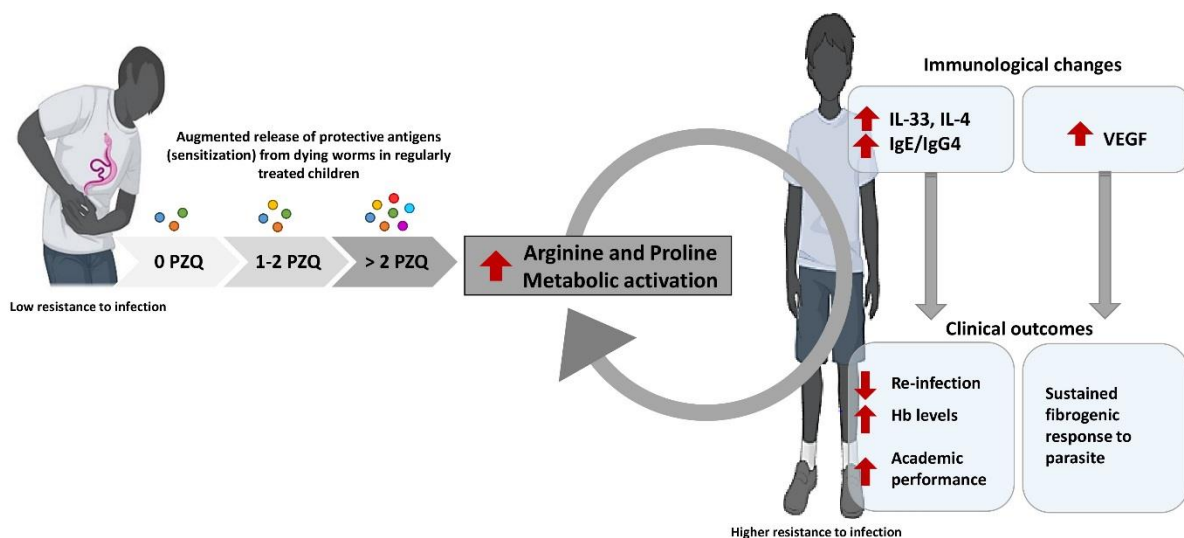 Augmented release of protective antigens
(sensitization) from dying worms in regularly
treated children
0 PZQ
1-2 PZQ
> 2 PZQ
Low resistance to infection
Arginine and Proline
Metabolic activation
Immunological changes
IL-33, IL-4
IgE/IgG4
VEGF
Clinical outcomes
Re-infection
Hb levels
Academic
performance
Sustained
fibrogenic
response to
parasite
Higher resistance to infection